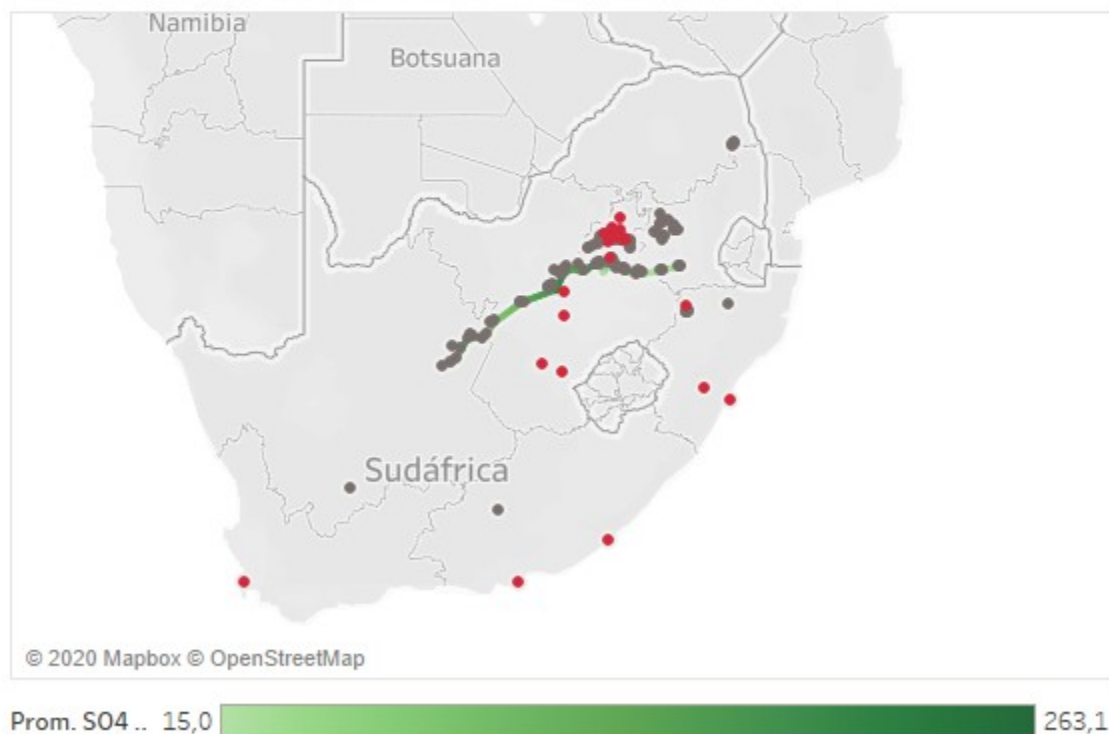 Namibia
Botsuana
Sudáfrica
© 2020 Mapbox © OpenStreetMap
Prom. SO4 .. 15,0 263,1